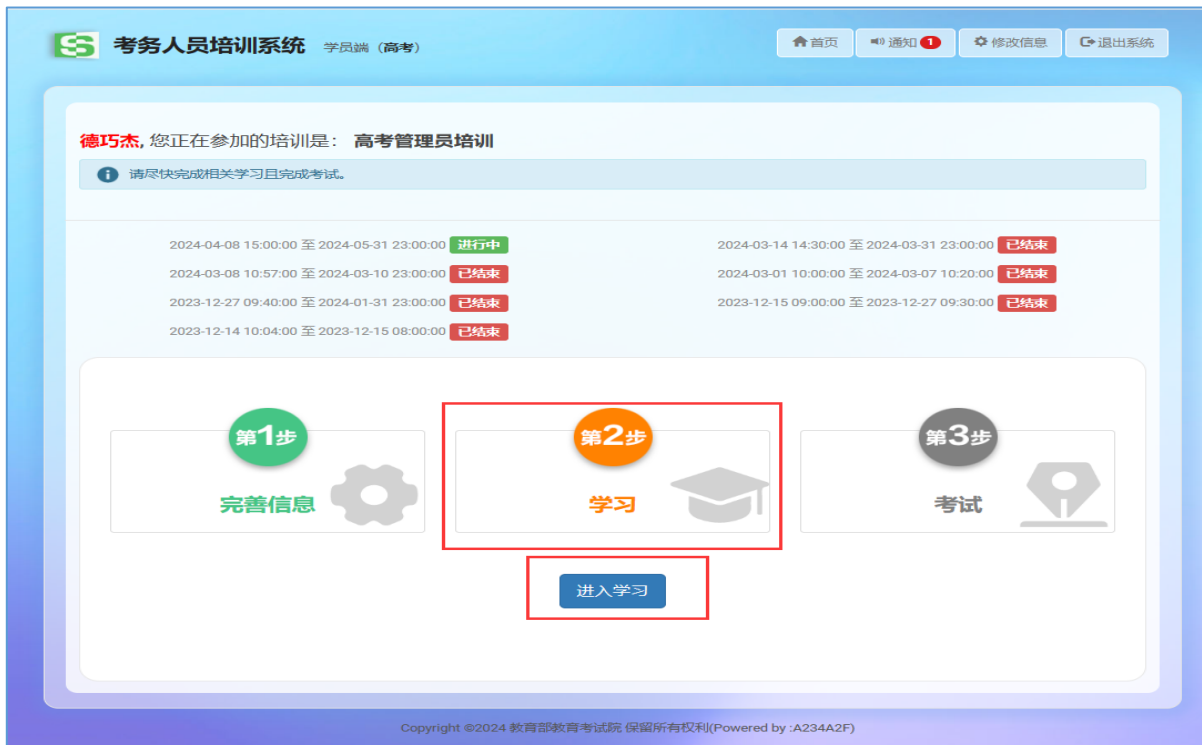 考务人员培训系统 学员端（高考） 首页 通知 1 修改信息 退出系统
德巧杰, 您正在参加的培训是： 高考管理员培训
请尽快完成相关学习且完成考试。
2024-04-08 15:00:00 至 2024-05-31 23:00:00 进行中 2024-03-14 14:30:00 至 2024-03-31 23:00:00 已结束
2024-03-08 10:57:00 至 2024-03-10 23:00:00 已结束 2024-03-01 10:00:00 至 2024-03-07 10:20:00 已结束
2023-12-27 09:40:00 至 2024-01-31 23:00:00 已结束 2023-12-15 09:00:00 至 2023-12-27 09:30:00 已结束
2023-12-14 10:04:00 至 2023-12-15 08:00:00 已结束
第1步 第2步 第3步
完善信息 学习 考试
进入学习
Copyright ©2024 教育部教育考试院 保留所有权利(Powered by :A234A2F)